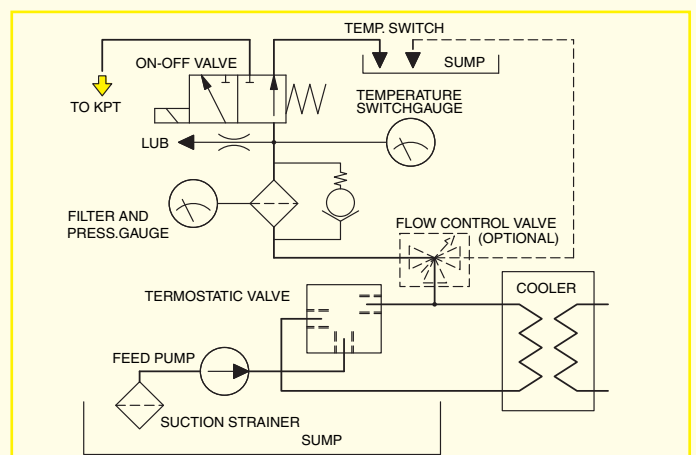 TEMP. SWITCH
ON-OFF VALVE
SUMP
TO KPT
TEMPERATURE
SWITCHGAUGE
LUB
FILTER AND
PRESS.GAUGE
FLOW CONTROL VALVE
(OPTIONAL)
TERMOSTATIC VALVE
COOLER
FEED PUMP
SUCTION STRAINER
SUMP